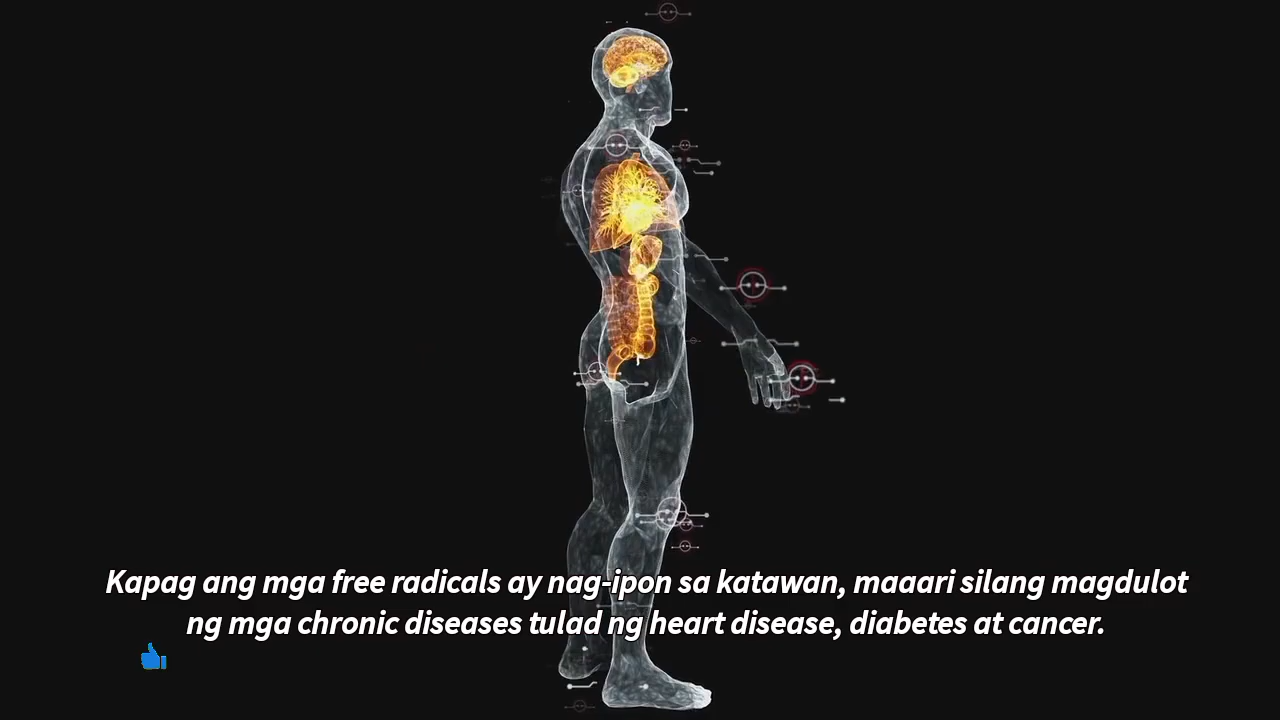 Kapag ang mga free radicals ay nag-ipon sa katawan, maaari silang magdulot
ng mga chronic diseases tulad ng heart disease, diabetes at cancer.